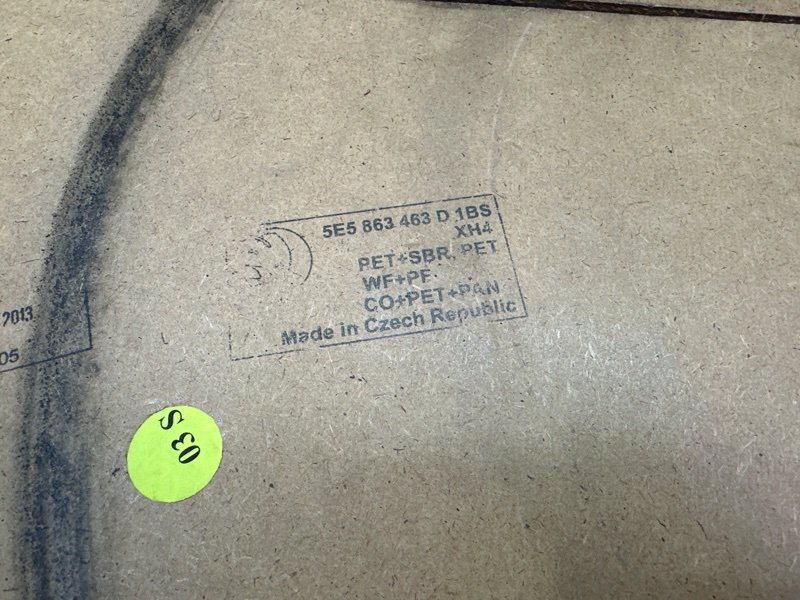 5E5 863 463 D 1BS
XH4
PET+SBR, PET
WF+PF
CO+PET+PAN
Made in Czech Republic
2013
05
03 S